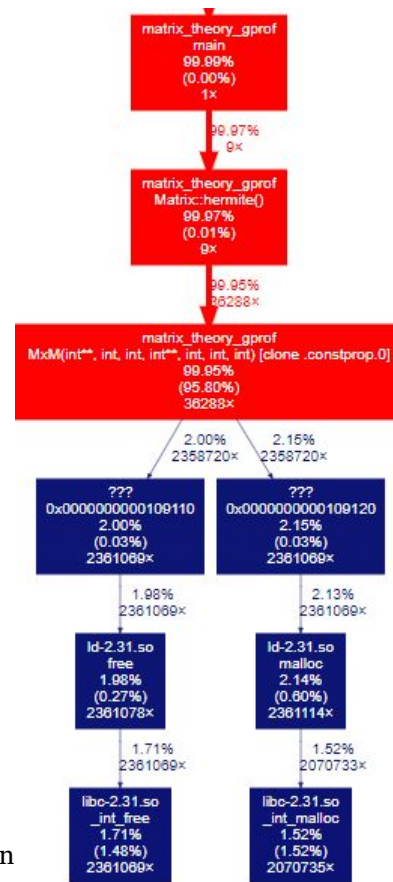 matrix_theory_gprof
main
99.99%
(0.00%)
1×
99.97%
9×
matrix_theory_gprof
Matrix::hermite()
99.97%
(0.01%)
9×
99.95%
36288×
matrix_theory_gprof
MxM(int**, int, int, int**, int, int, int) [clone .constprop.0]
99.95%
(95.80%)
36288×
2.00%
2358720×
2.15%
2358720×
???
0x0000000000109110
2.00%
(0.03%)
2361069×
???
0x0000000000109120
2.15%
(0.03%)
2361069×
1.98%
2361069×
2.13%
2361069×
ld-2.31.so
free
1.98%
(0.27%)
2361078×
ld-2.31.so
malloc
2.14%
(0.60%)
2361114×
1.71%
2361069×
1.52%
2070733×
libc-2.31.so
_int_free
1.71%
(1.48%)
2361069×
libc-2.31.so
_int_malloc
1.52%
(1.52%)
2070735×
n